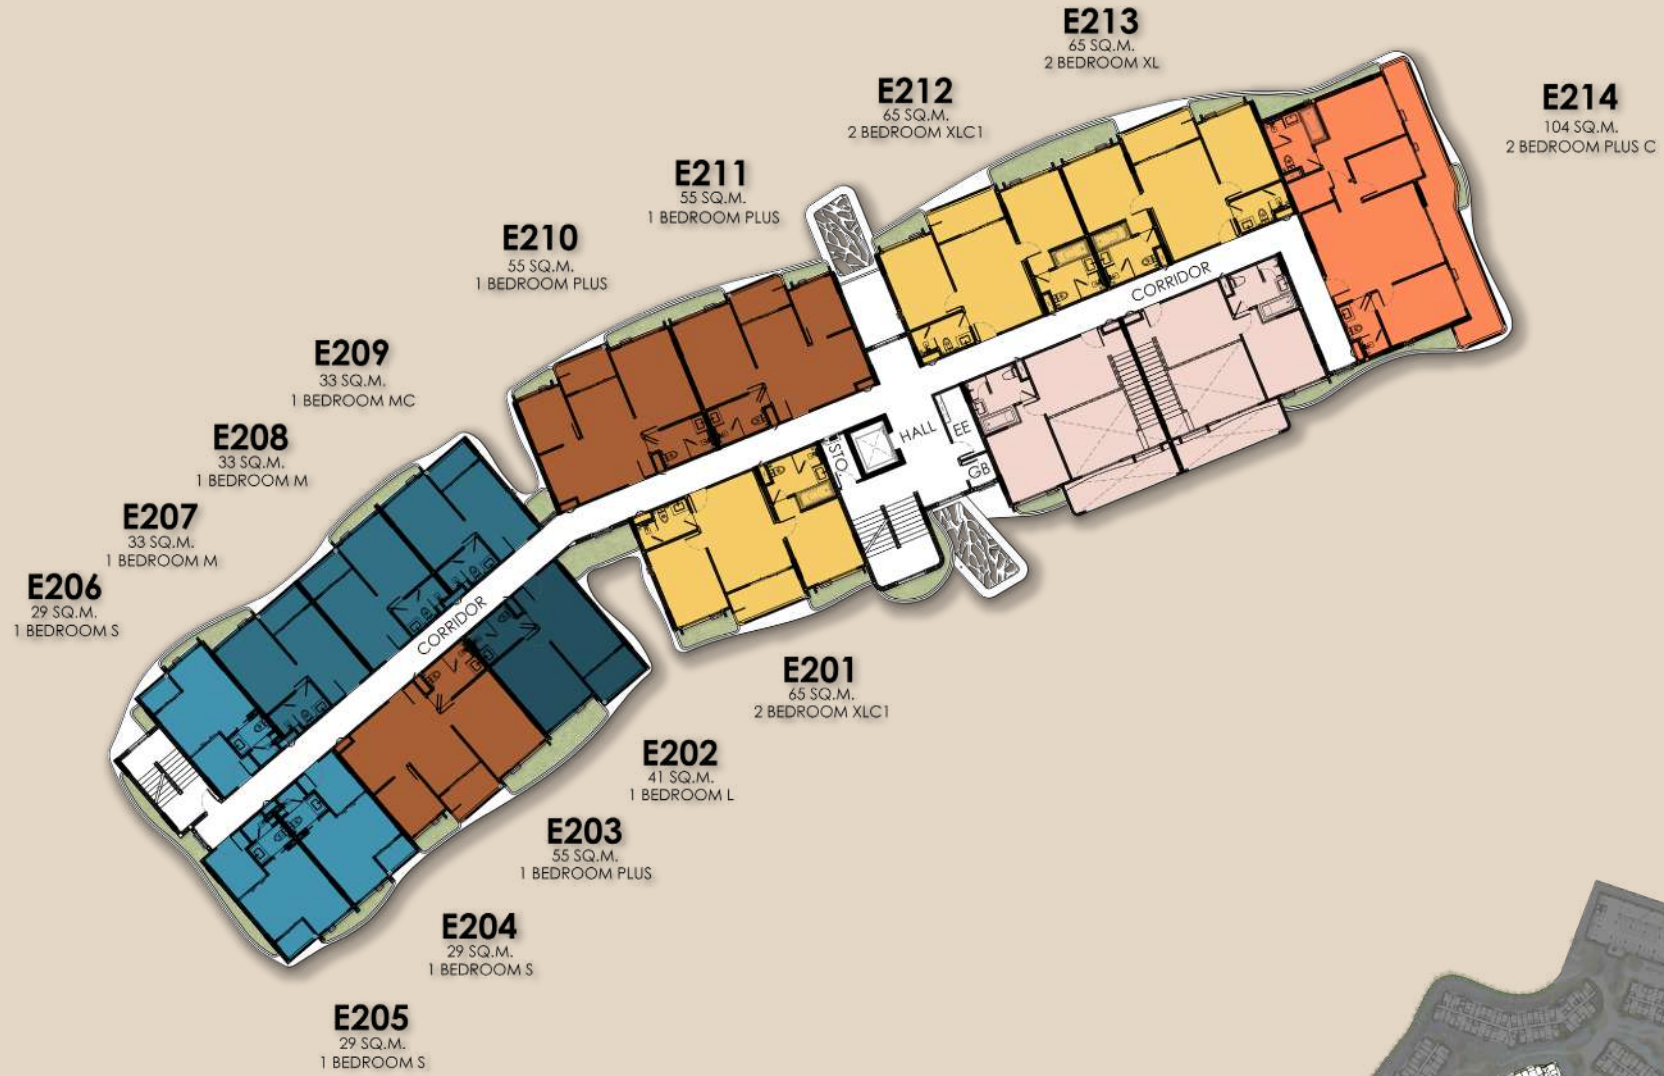 E213
65 SQ.M.
2 BEDROOM XL
E212
65 SQ.M.
2 BEDROOM XLC1
E214
104 SQ.M.
2 BEDROOM PLUS C
E211
55 SQ.M.
1 BEDROOM PLUS
E210
55 SQ.M.
1 BEDROOM PLUS
CORRIDOR
E209
33 SQ.M.
1 BEDROOM MC
E208
33 SQ.M.
1 BEDROOM M
HALL
EE
STO.
GB
E207
33 SQ.M.
1 BEDROOM M
E206
29 SQ.M.
1 BEDROOM S
CORRIDOR
E201
65 SQ.M.
2 BEDROOM XLC1
E202
41 SQ.M.
1 BEDROOM L
E203
55 SQ.M.
1 BEDROOM PLUS
E204
29 SQ.M.
1 BEDROOM S
E205
29 SQ.M.
1 BEDROOM S